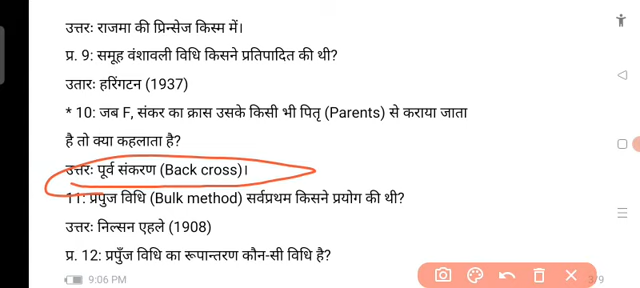 उत्तरः राजमा की प्रिन्सेज किस्म में।
प्र. 9: समूह वंशावली विधि किसने प्रतिपादित की थी?
उतारः हरिंगटन (1937)
* 10: जब F, संकर का क्रास उसके किसी भी पितृ (Parents) से कराया जाता
है तो क्या कहलाता है?
उत्तरः पूर्व संकरण (Back cross)।
11: प्रपुज विधि (Bulk method) सर्वप्रथम किसने प्रयोग की थी?
उत्तरः निल्सन एहले (1908)
प्र. 12: प्रपुँज विधि का रूपान्तरण कौन-सी विधि है?
9:06 PM
3/9